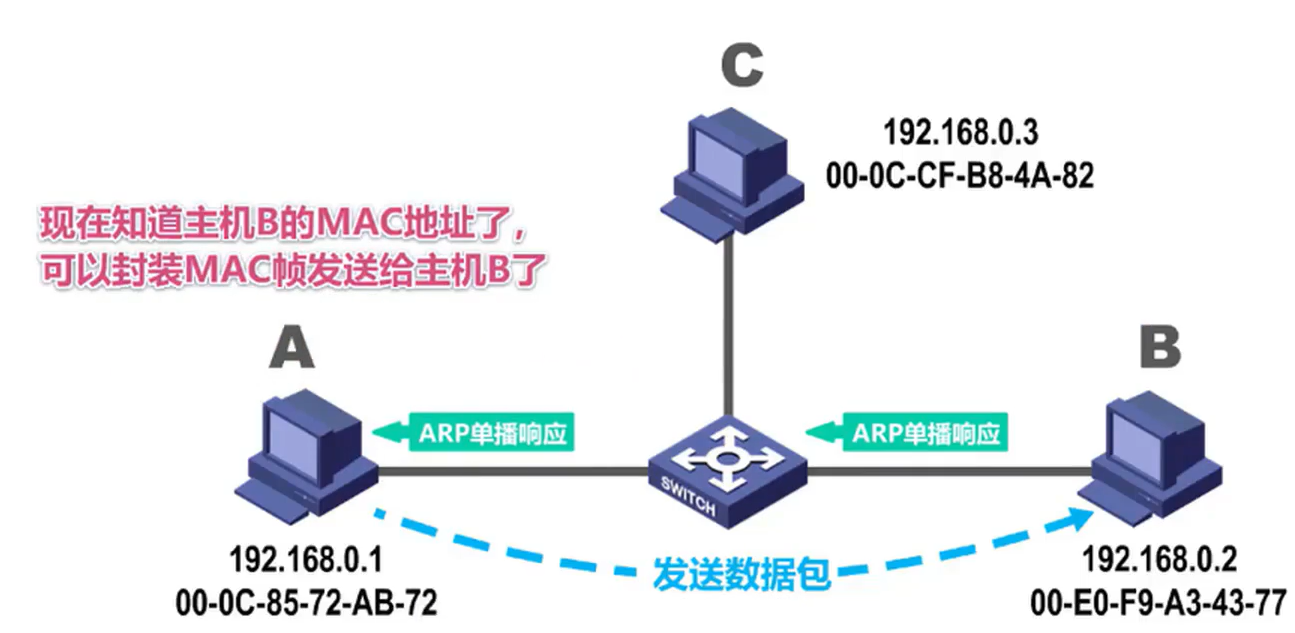 C
192.168.0.3
00-0C-CF-B8-4A-82
现在知道主机B的MAC地址了，
可以封装MAC帧发送给主机B了
A
B
ARP单播响应
ARP单播响应
SWITCH
发送数据包
192.168.0.1
00-0C-85-72-AB-72
192.168.0.2
00-E0-F9-A3-43-77